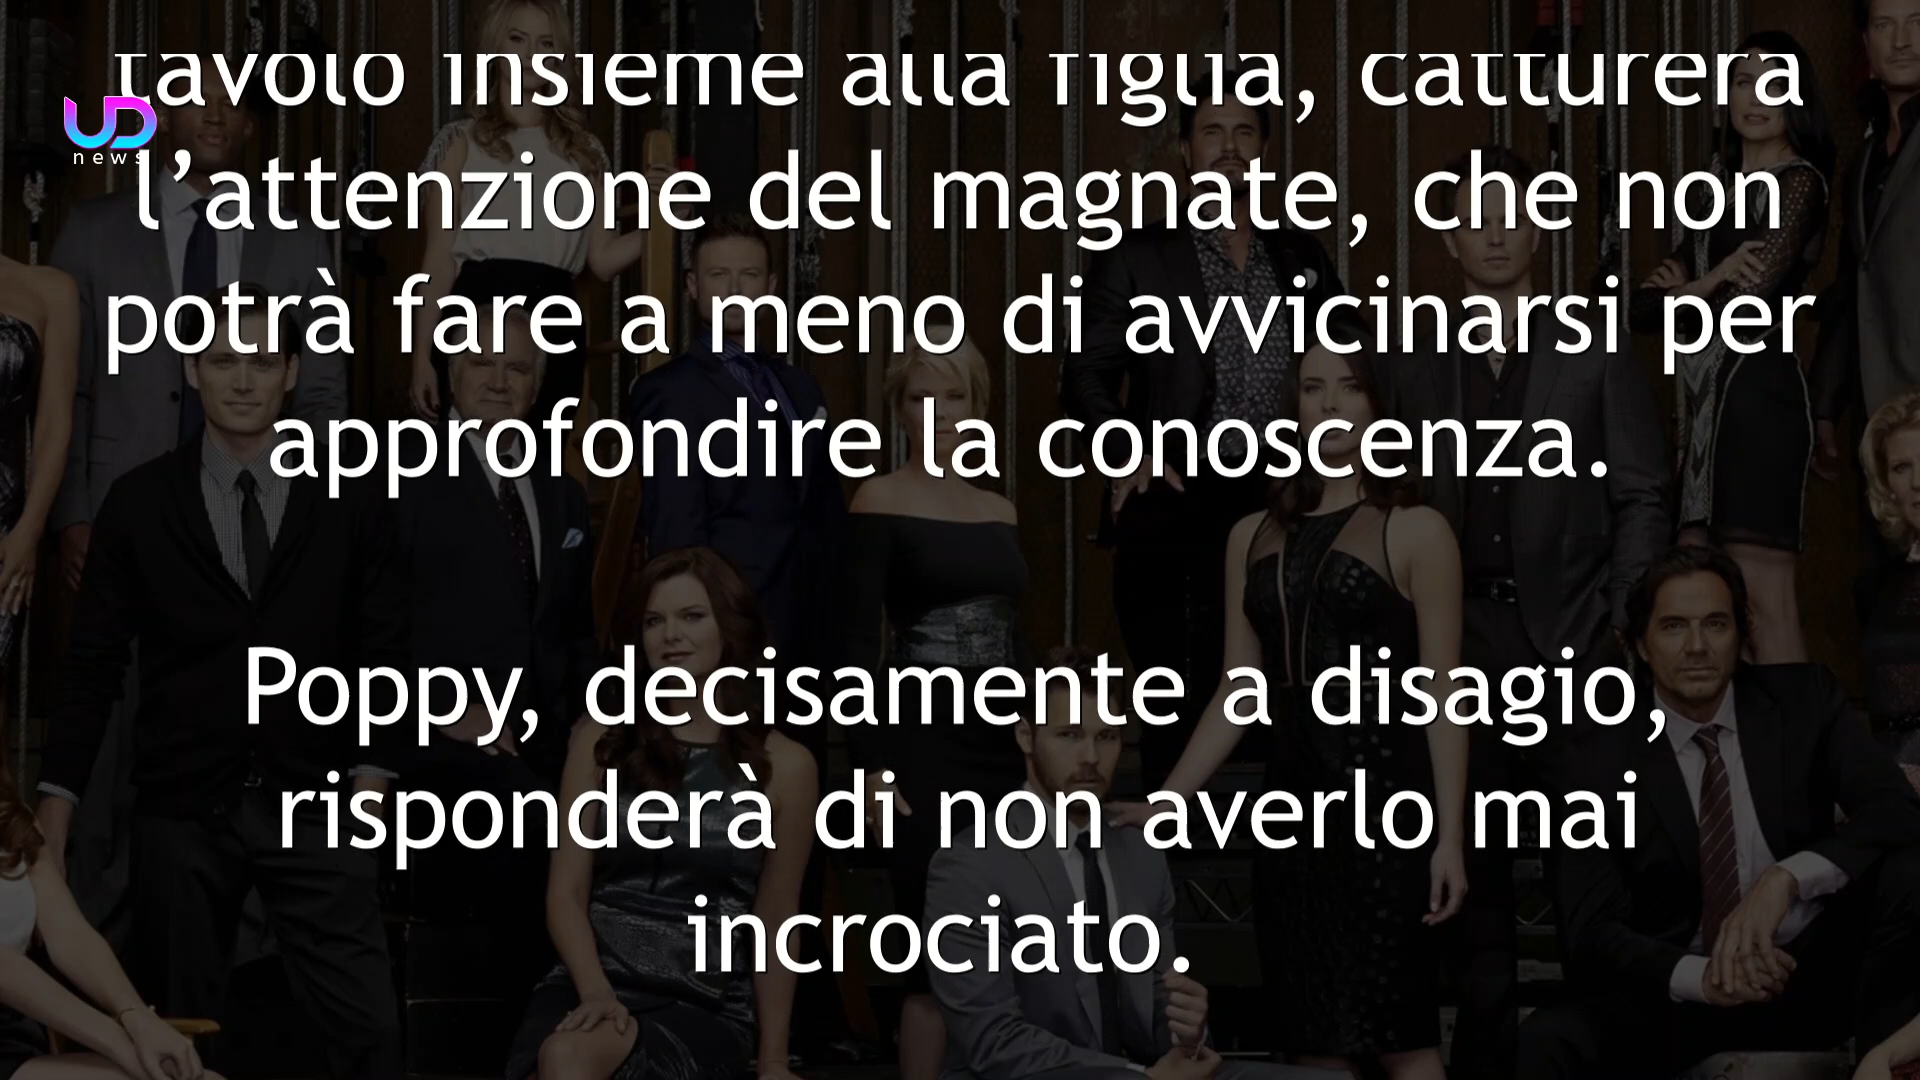 tavolo insieme alla figlia, catturerà
UD
news
l’attenzione del magnate, che non
potrà fare a meno di avvicinarsi per
approfondire la conoscenza.
Poppy, decisamente a disagio,
risponderà di non averlo mai
incrociato.